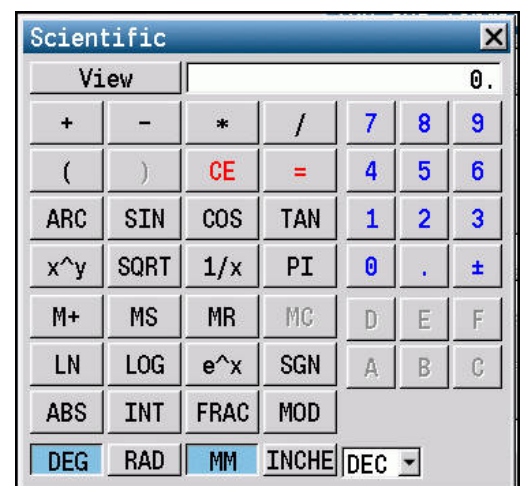 Scientific
View 0.
+ - * / 7 8 9
( ) CE = 4 5 6
ARC SIN COS TAN 1 2 3
x^y SQRT 1/x PI 0 . ±
M+ MS MR MC D E F
LN LOG e^x SGN A B C
ABS INT FRAC MOD
DEG RAD MM INCHE DEC